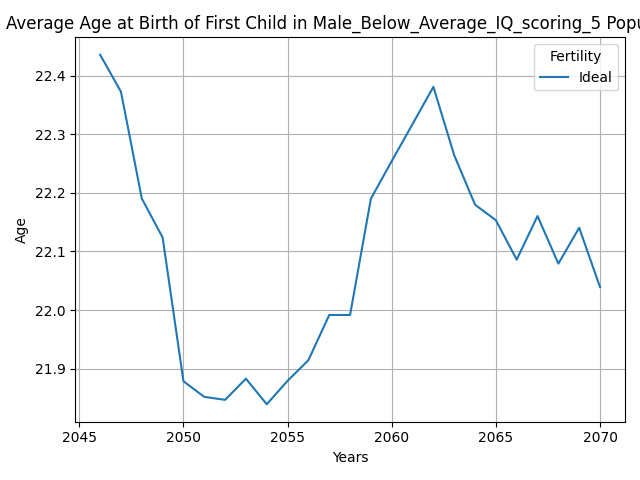 Average Age at Birth of First Child in Male_Below_Average_IQ_scoring_5
Fertility
Ideal
22.4
22.3
22.2
22.1
22.0
21.9
Age
2045 2050 2055 2060 2065 2070
Years